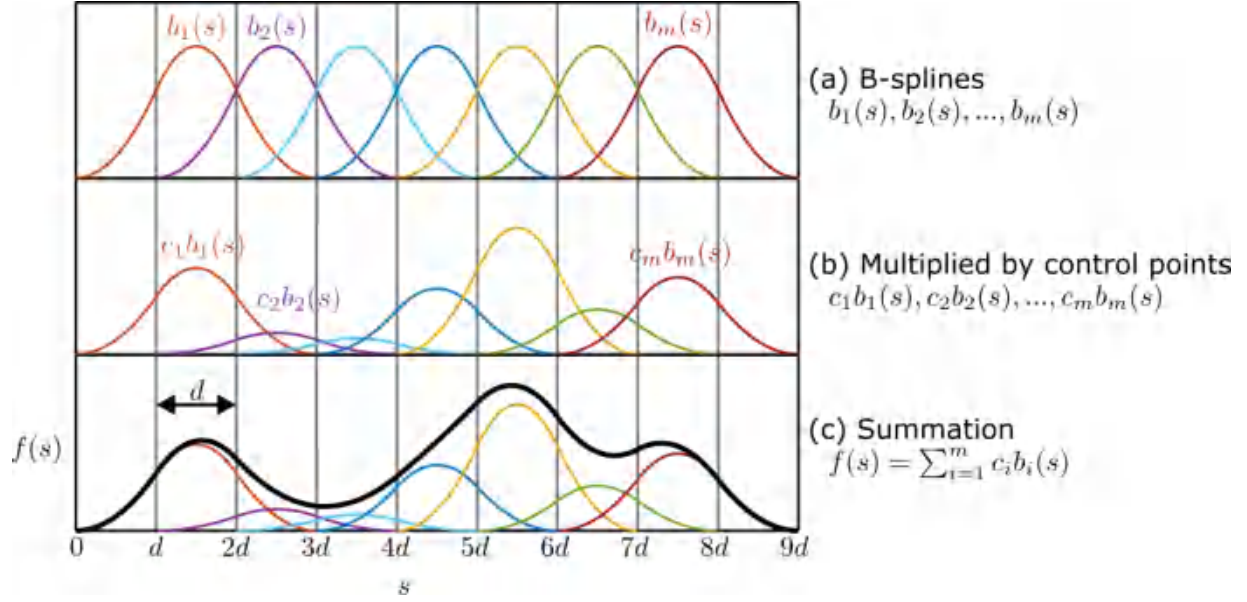 b₁(s) b₂(s) bₘ(s)
(a) B-splines
b₁(s), b₂(s), ..., bₘ(s)
c₁b₁(s) c₂b₂(s) cₘbₘ(s)
(b) Multiplied by control points
c₁b₁(s), c₂b₂(s), ..., cₘbₘ(s)
d
f(s)
(c) Summation
f(s) = ∑ᵢ₌₁ᵐ cᵢbᵢ(s)
0 d 2d 3d 4d 5d 6d 7d 8d 9d
s